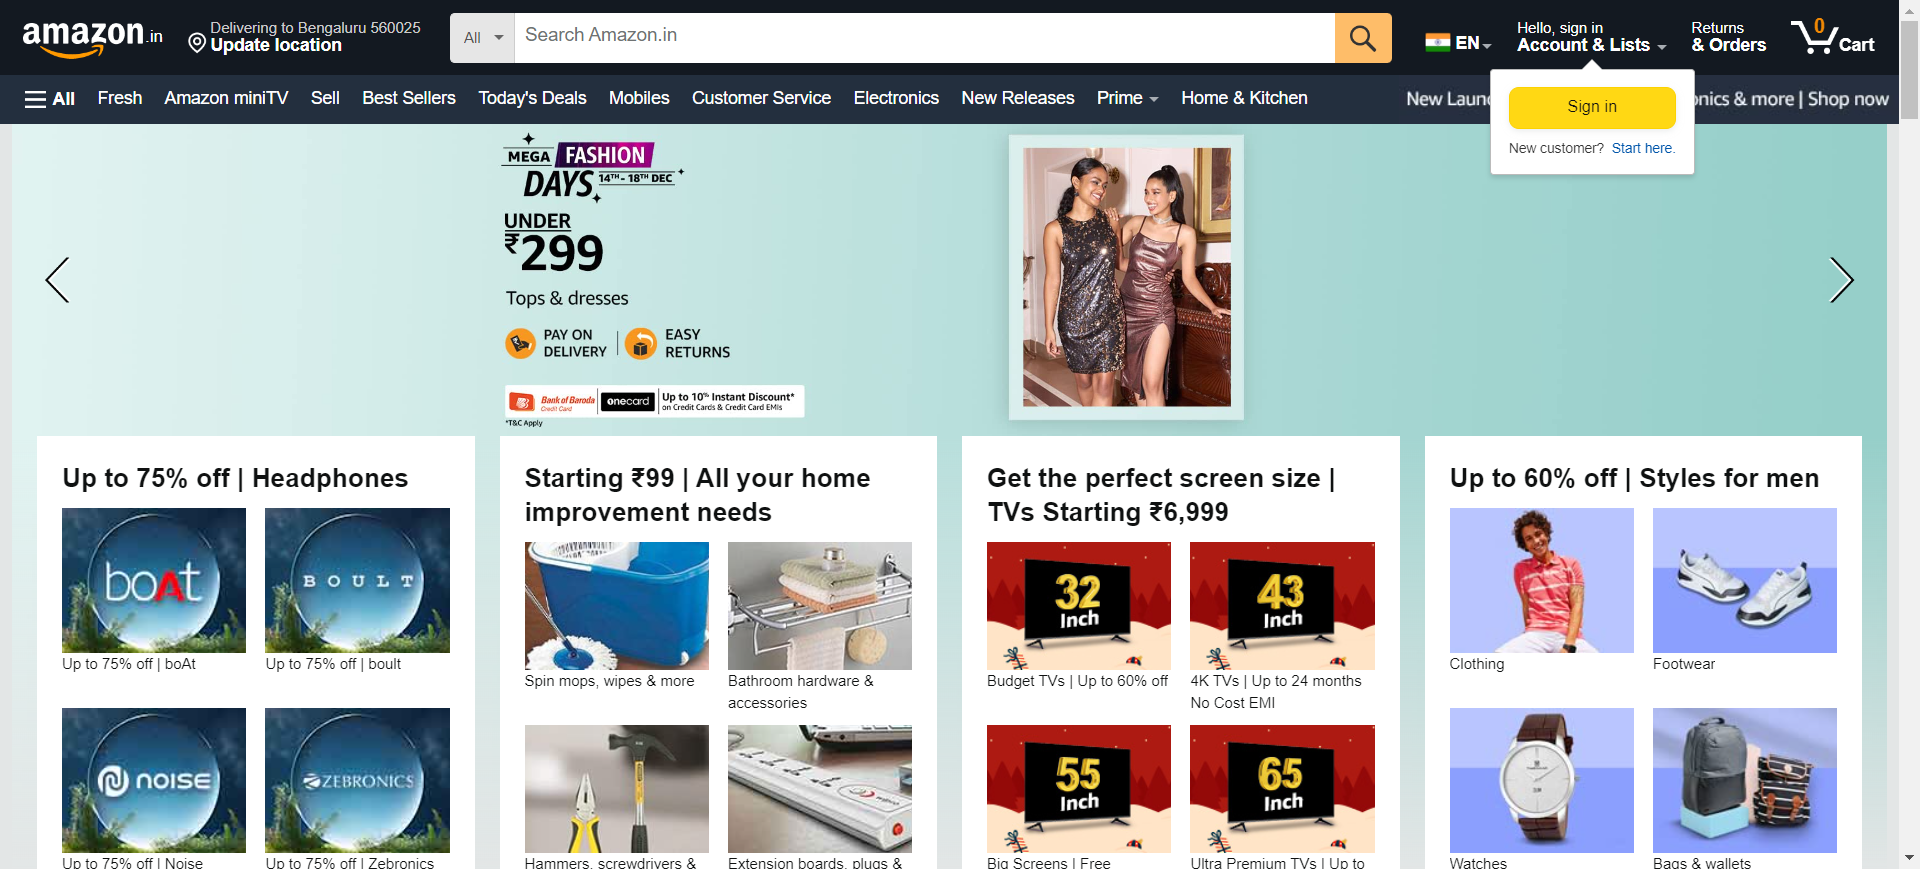 amazon.in
Delivering to Bengaluru 560025
Update location
All
Search Amazon.in
EN
Hello, sign in
Account & Lists
Returns
& Orders
0
Cart
All
Fresh
Amazon miniTV
Sell
Best Sellers
Today's Deals
Mobiles
Customer Service
Electronics
New Releases
Prime
Home & Kitchen
New Laun
onics & more | Shop now
Sign in
New customer? Start here.
MEGA FASHION
DAYS 14TH - 18TH DEC
UNDER
₹299
Tops & dresses
PAY ON
DELIVERY
EASY
RETURNS
Bank of Baroda
Credit Card
onecard
Up to 10% Instant Discount*
on Credit Cards & Credit Card EMIs
*T&C Apply
Up to 75% off | Headphones
boAt
BOULT
Up to 75% off | boAt
Up to 75% off | boult
NOISE
ZEBRONICS
Up to 75% off | Noise
Up to 75% off | Zebronics
Starting ₹99 | All your home
improvement needs
Spin mops, wipes & more
Bathroom hardware &
accessories
Hammers, screwdrivers &
Extension boards, plugs &
Get the perfect screen size |
TVs Starting ₹6,999
32
Inch
43
Inch
Budget TVs | Up to 60% off
4K TVs | Up to 24 months
No Cost EMI
55
Inch
65
Inch
Big Screens | Free
Ultra Premium TVs | Up to
Up to 60% off | Styles for men
Clothing
Footwear
Watches
Bags & wallets